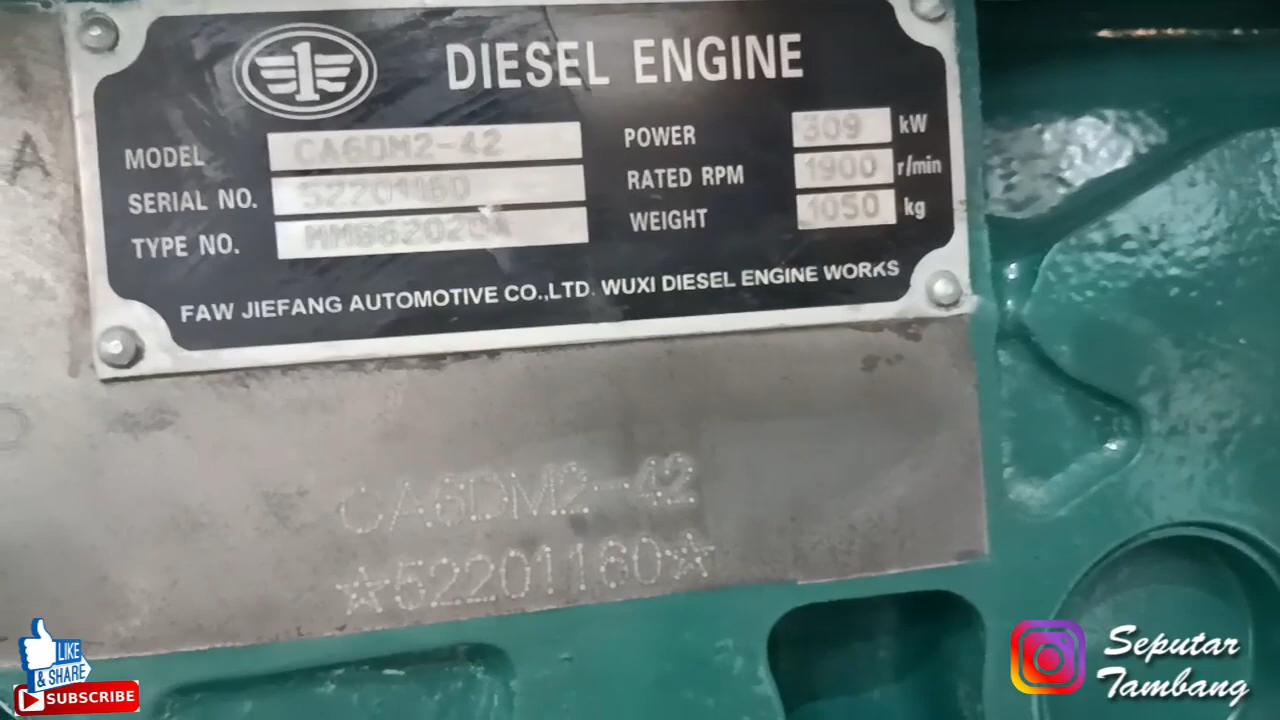 DIESEL ENGINE
MODEL CA6DM2-42
POWER 309 kW
SERIAL NO. 52201160
RATED RPM 1900 r/min
TYPE NO.
WEIGHT 1050 kg
FAW JIEFANG AUTOMOTIVE CO.,LTD. WUXI DIESEL ENGINE WORKS
A
CA6DM2-42
☆52201160☆
LIKE
& SHARE
SUBSCRIBE
Seputar
Tambang